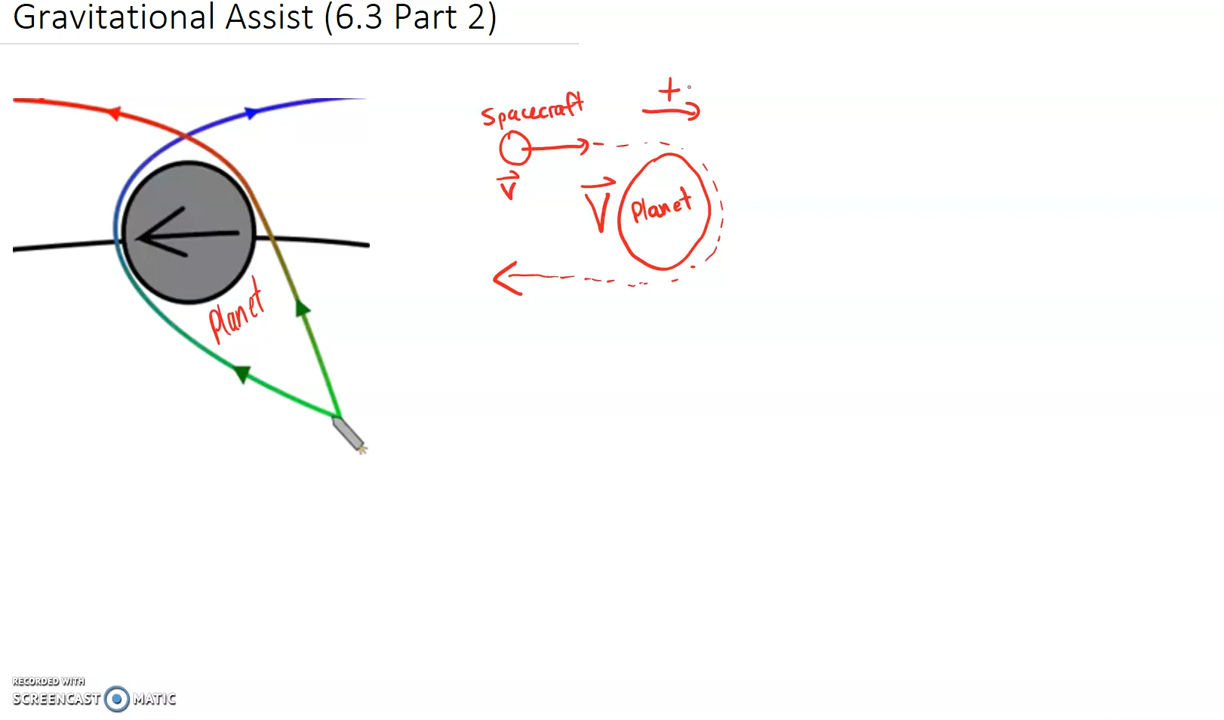 Gravitational Assist (6.3 Part 2)
Spacecraft
+
v
V
Planet
Planet
RECORDED WITH
SCREENCAST MATIC